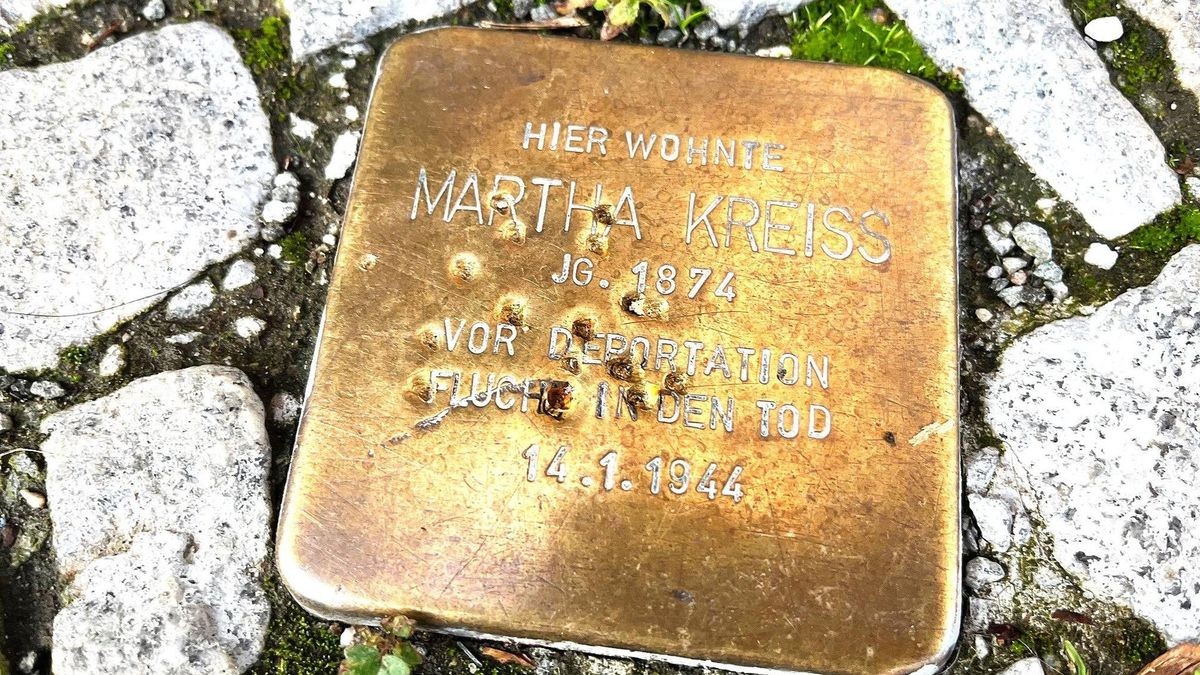 HIER WOHNTE
MARTHA KREISS
JG. 1874
VOR DEPORTATION
FLUCHT IN DEN TOD
14.1.1944